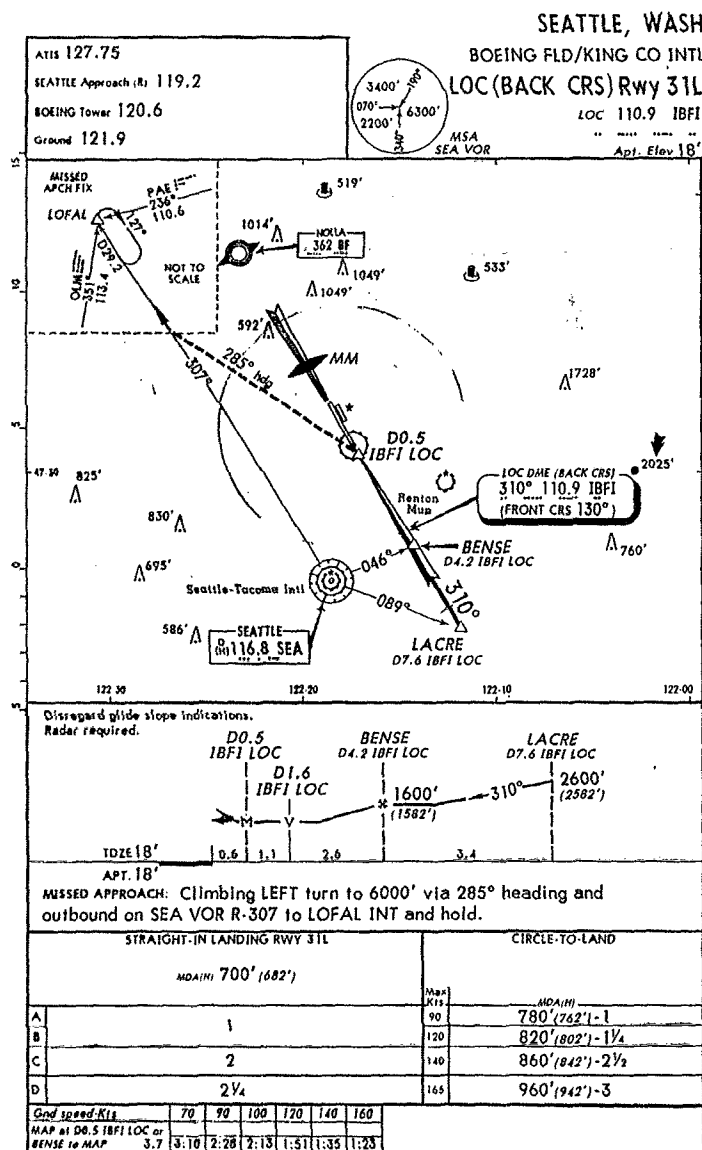 SEATTLE, WASH
BOEING FLD/KING CO INTL
LOC (BACK CRS) Rwy 31L
LOC 110.9 IBFI
Apt. Elev 18'
ATIS 127.75
SEATTLE Approach (R) 119.2
BOEING Tower 120.6
Ground 121.9
3400'
190°
070°
6300'
2200'
340°
MSA
SEA VOR
15
MISSED
APCH FIX
LOFAL
PAE
236°
110.6
127°
D29.2
OLM
351°
113.4
NOT TO
SCALE
519'
1014'
NOLLA
362 BF
1049'
1049'
533'
10
592'
MM
285° hdg
307°
1728'
5
D0.5
IBFI LOC
47-30
825'
Renton
Mun
LOC DME (BACK CRS)
310° 110.9 IBFI
(FRONT CRS 130°)
2025'
830'
BENSE
D4.2 IBFI LOC
760'
0
695'
046°
Seattle-Tacoma Intl
089°
310°
586'
SEATTLE
D
(H) 116.8 SEA
LACRE
D7.6 IBFI LOC
5
122-30
122-20
122-10
122-00
Disregard glide slope indications.
Radar required.
D0.5
IBFI LOC
D1.6
IBFI LOC
BENSE
D4.2 IBFI LOC
LACRE
D7.6 IBFI LOC
1600'
(1582')
310°
2600'
(2582')
M
V
TDZE 18'
0.6
1.1
2.6
3.4
APT. 18'
MISSED APPROACH: Climbing LEFT turn to 6000' via 285° heading and
outbound on SEA VOR R-307 to LOFAL INT and hold.
STRAIGHT-IN LANDING RWY 31L
CIRCLE-TO-LAND
MDA(H) 700' (682')
Max
Kts
MDA(H)
A
1
90
780' (762') - 1
B
120
820' (802') - 1¼
C
2
140
860' (842') - 2½
D
2¼
165
960' (942') - 3
Gnd speed-Kts 70 90 100 120 140 160
MAP at D0.5 IBFI LOC or
BENSE to MAP 3.7 3:10 2:28 2:13 1:51 1:35 1:23